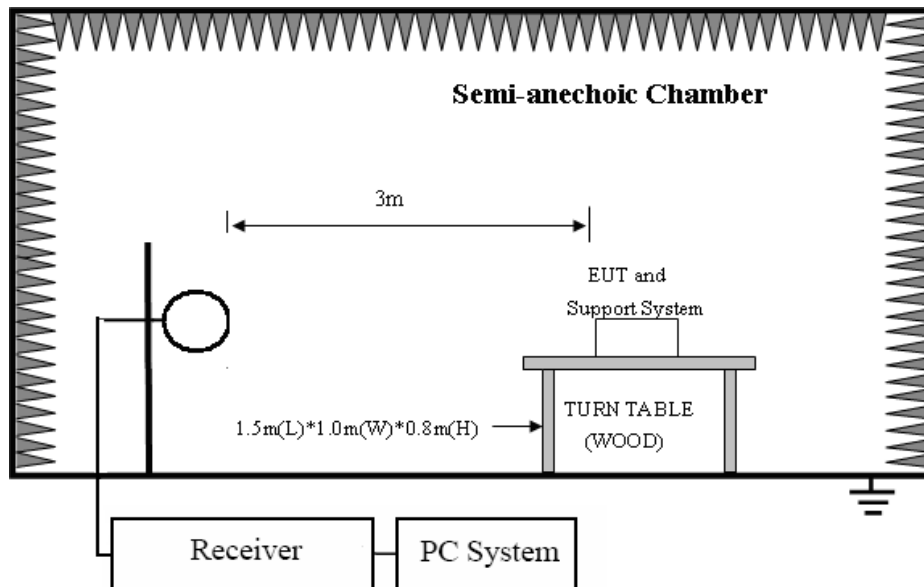 Semi-anechoic Chamber
3m
EUT and
Support System
1.5m(L)*1.0m(W)*0.8m(H)
TURN TABLE
(WOOD)
Receiver
PC System